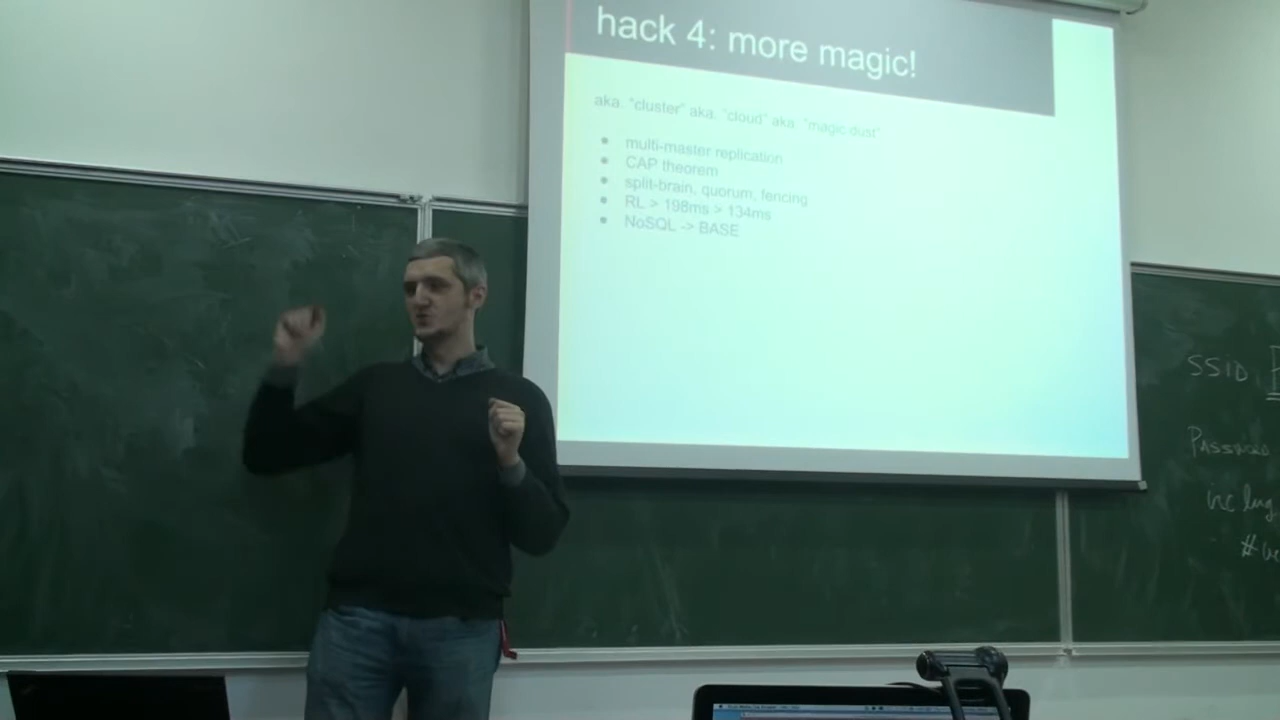 hack 4: more magic!
aka. "cluster" aka. "cloud" aka. "magic dust"
multi-master replication
CAP theorem
split-brain, quorum, fencing
RL > 198ms > 134ms
NoSQL -> BASE
SSID